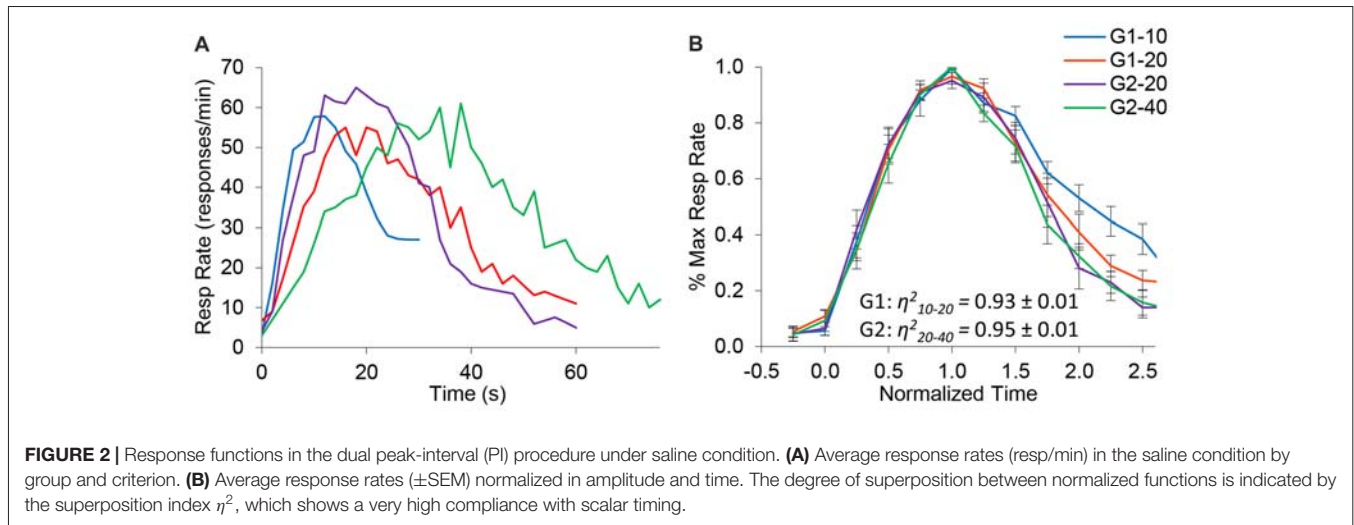 A
Resp Rate (responses/min)
70
60
50
40
30
20
10
0
0 20 40 60
Time (s)
B
% Max Resp Rate
1.0
0.8
0.6
0.4
0.2
0.0
-0.5 0.0 0.5 1.0 1.5 2.0 2.5
Normalized Time
G1-10
G1-20
G2-20
G2-40
G1: η²₁₀₋₂₀ = 0.93 ± 0.01
G2: η²₂₀₋₄₀ = 0.95 ± 0.01
FIGURE 2 | Response functions in the dual peak-interval (PI) procedure under saline condition. (A) Average response rates (resp/min) in the saline condition by
group and criterion. (B) Average response rates (±SEM) normalized in amplitude and time. The degree of superposition between normalized functions is indicated by
the superposition index η², which shows a very high compliance with scalar timing.